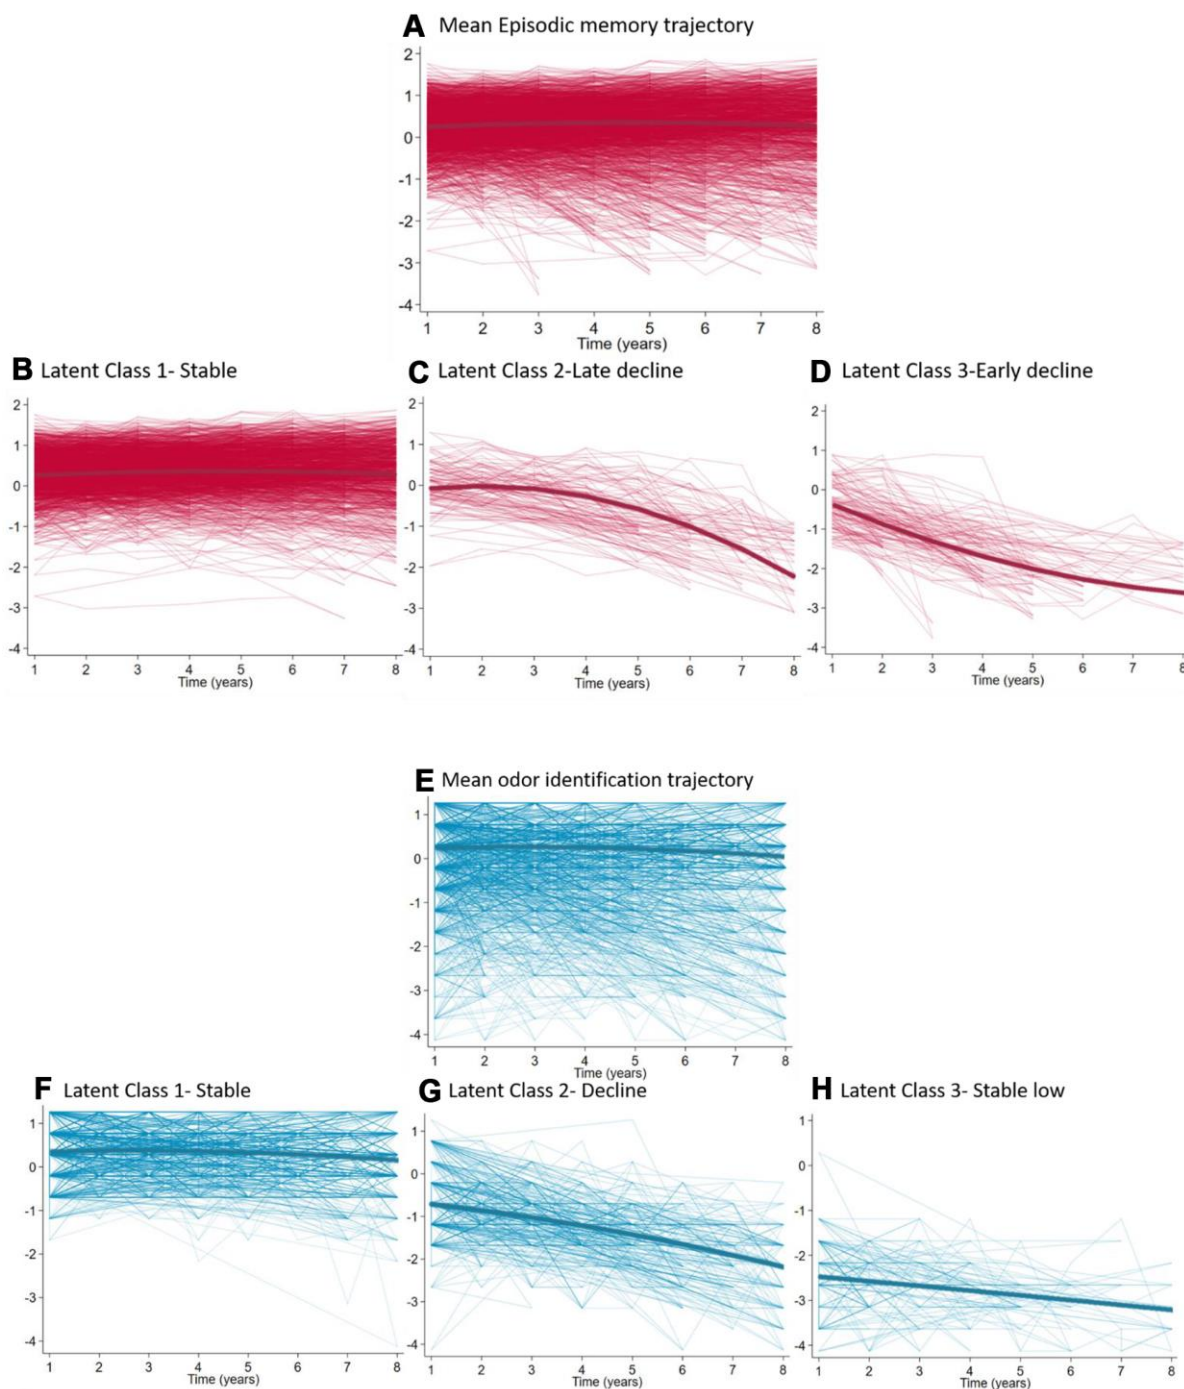 A Mean Episodic memory trajectory
2
1
0
-1
-2
-3
-4
1 2 3 4 5 6 7 8
Time (years)
B Latent Class 1- Stable
2
1
0
-1
-2
-3
-4
1 2 3 4 5 6 7 8
Time (years)
C Latent Class 2-Late decline
2
1
0
-1
-2
-3
-4
1 2 3 4 5 6 7 8
Time (years)
D Latent Class 3-Early decline
2
1
0
-1
-2
-3
-4
1 2 3 4 5 6 7 8
Time (years)
E Mean odor identification trajectory
1
0
-1
-2
-3
-4
1 2 3 4 5 6 7 8
Time (years)
F Latent Class 1- Stable
1
0
-1
-2
-3
-4
1 2 3 4 5 6 7 8
Time (years)
G Latent Class 2- Decline
1
0
-1
-2
-3
-4
1 2 3 4 5 6 7 8
Time (years)
H Latent Class 3- Stable low
1
0
-1
-2
-3
-4
1 2 3 4 5 6 7 8
Time (years)